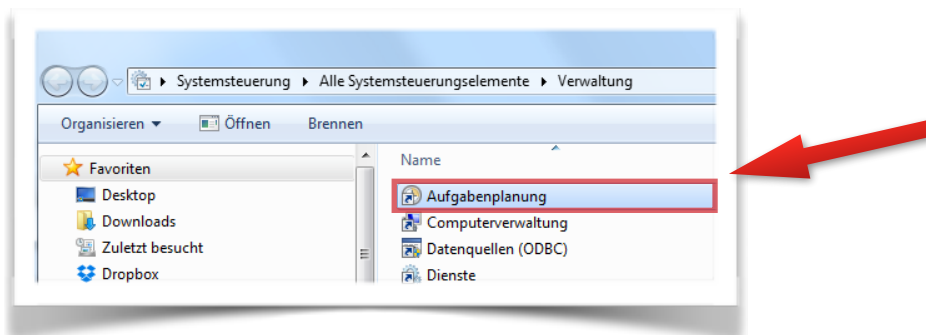 Systemsteuerung Alle Systemsteuerungselemente Verwaltung
Organisieren Öffnen Brennen
Favoriten
Desktop
Downloads
Zuletzt besucht
Dropbox
Name
Aufgabenplanung
Computerverwaltung
Datenquellen (ODBC)
Dienste